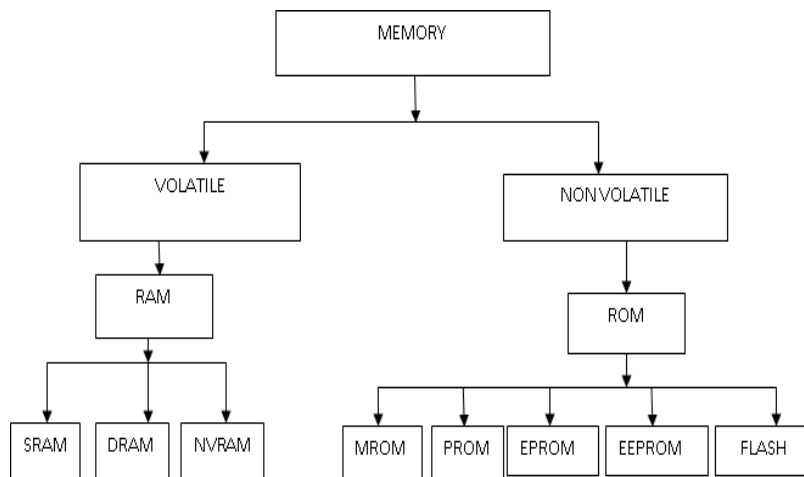 MEMORY
VOLATILE
NON VOLATILE
RAM
ROM
SRAM
DRAM
NVRAM
MROM
PROM
EPROM
EEPROM
FLASH